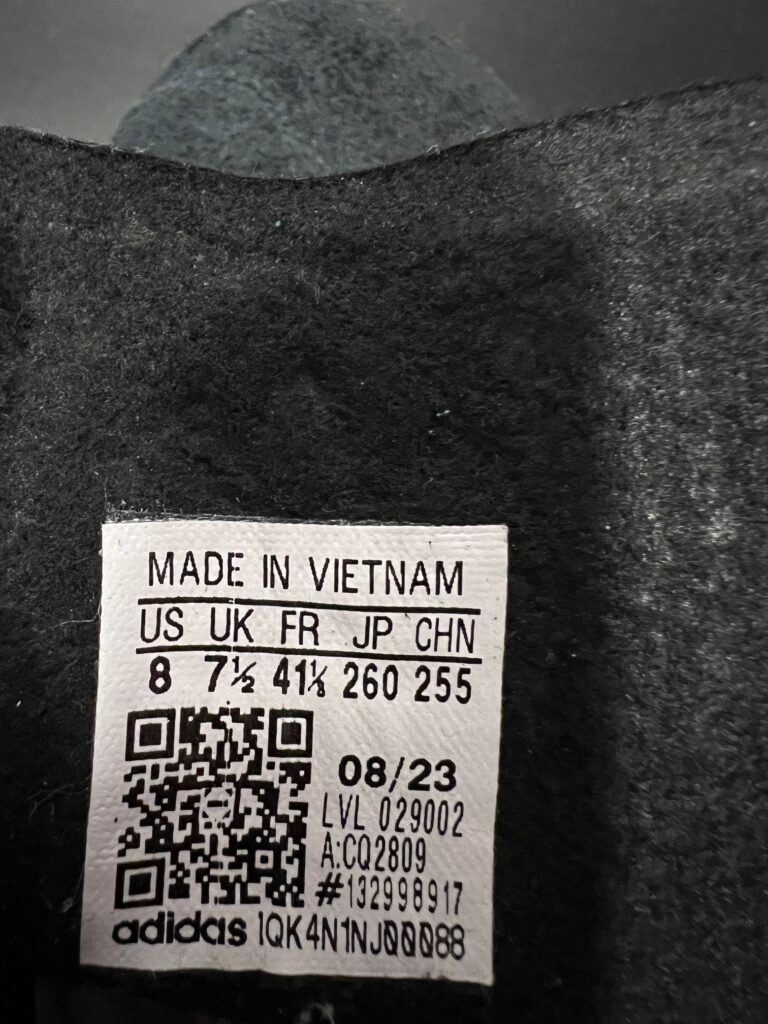 MADE IN VIETNAM
US UK FR JP CHN
8 7½ 41⅓ 260 255
08/23
LVL 029002
A:CQ2809
#132998917
adidas 1QK4N1NJ00088